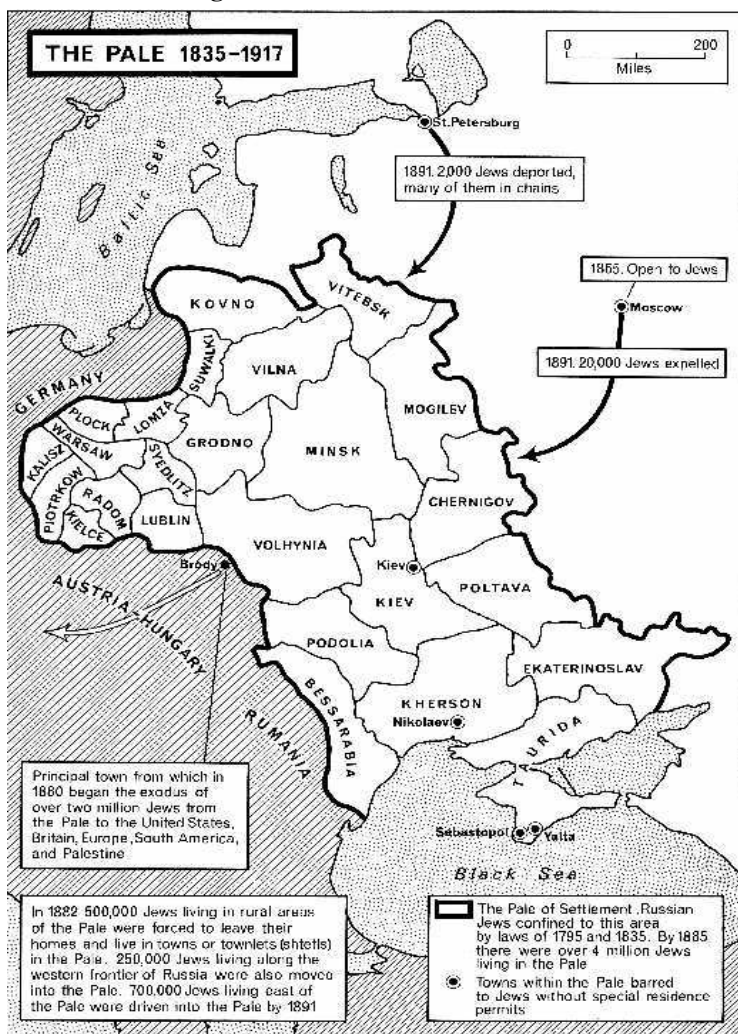 THE PALE 1835–1917
0 200
Miles
St. Petersburg
Baltic Sea
1891. 2,000 Jews deported,
many of them in chains
1865. Open to Jews
Moscow
1891. 20,000 Jews expelled
KOVNO
VITEBSK
SUWALKI
VILNA
GERMANY
PLOCK
LOMZA
MOGILEV
WARSAW
GRODNO
MINSK
KALISZ
SYEDLITZ
PIOTRKOW
RADOM
CHERNIGOV
KIELCE
LUBLIN
VOLHYNIA
Brody
Kiev
POLTAVA
AUSTRIA-HUNGARY
KIEV
PODOLIA
EKATERINOSLAV
BESSARABIA
KHERSON
RUMANIA
Nikolaev
TAURIDA
Principal town from which in
1880 began the exodus of
over two million Jews from
the Pale to the United States,
Britain, Europe, South America,
and Palestine
Sebastopol
Yalta
Black Sea
In 1882 500,000 Jews living in rural areas
of the Pale were forced to leave their
homes and live in towns or townlets (shtetls)
in the Pale. 250,000 Jews living along the
western frontier of Russia were also moved
into the Pale. 700,000 Jews living east of
the Pale were driven into the Pale by 1891
The Pale of Settlement. Russian
Jews confined to this area
by laws of 1795 and 1835. By 1885
there were over 4 million Jews
living in the Pale
Towns within the Pale barred
to Jews without special residence
permits